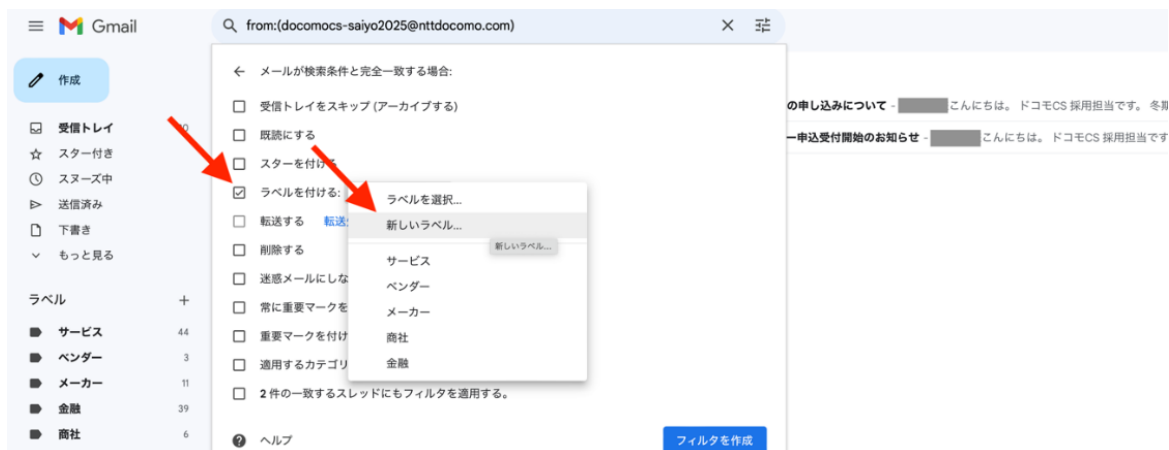 Gmail
from:(docomocs-saiyo2025@nttdocomo.com)
作成
受信トレイ
スター付き
スヌーズ中
送信済み
下書き
もっと見る
ラベル
サービス 44
ベンダー 3
メーカー 11
金融 39
商社 6
メールが検索条件と完全一致する場合:
受信トレイをスキップ (アーカイブする)
既読にする
スターを付ける
ラベルを付ける:
転送する
削除する
迷惑メールにしな
常に重要マークを
重要マークを付け
適用するカテゴリ
2 件の一致するスレッドにもフィルタを適用する。
ヘルプ
フィルタを作成
ラベルを選択...
新しいラベル...
新しいラベル...
サービス
ベンダー
メーカー
商社
金融
の申し込みについて - こんにちは。 ドコモCS 採用担当です。 冬期
ー申込受付開始のお知らせ - こんにちは。 ドコモCS 採用担当です